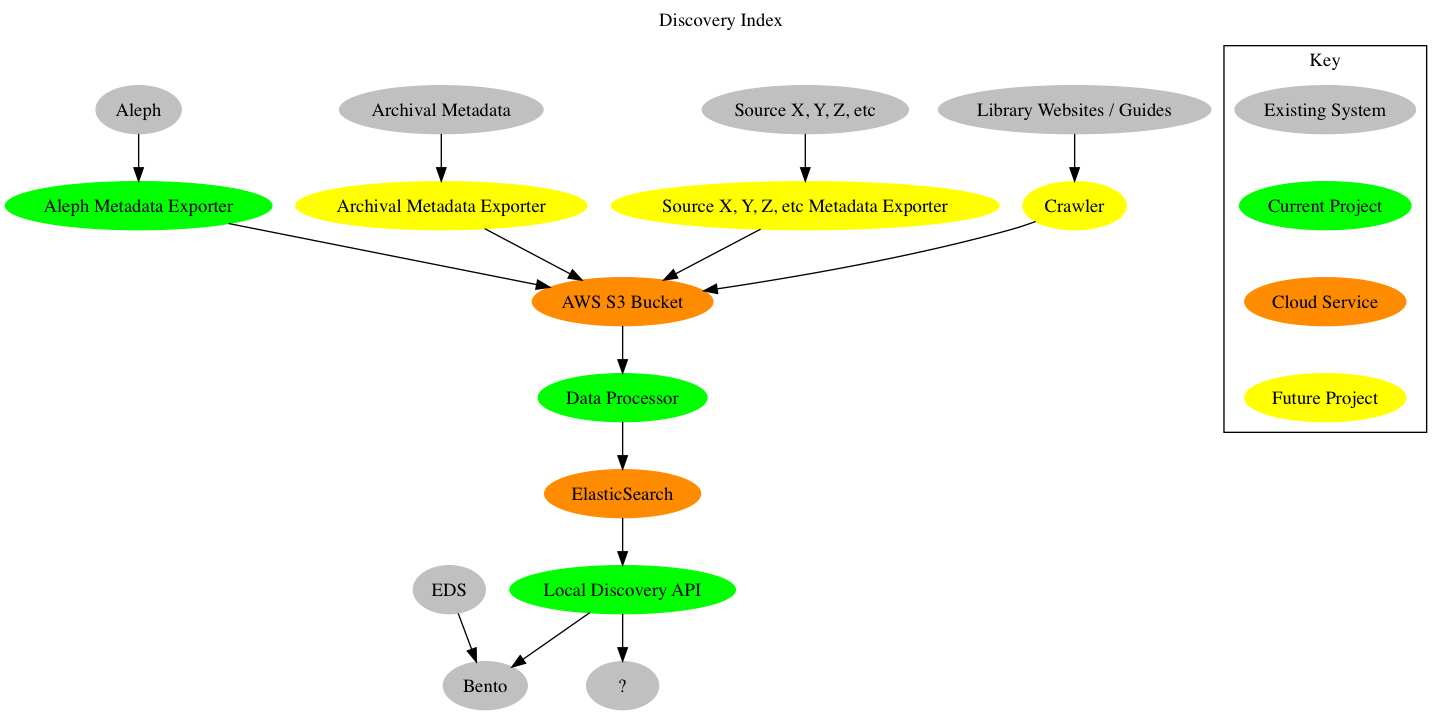 Discovery Index
Key
Aleph
Archival Metadata
Source X, Y, Z, etc
Library Websites / Guides
Existing System
Aleph Metadata Exporter
Archival Metadata Exporter
Source X, Y, Z, etc Metadata Exporter
Crawler
Current Project
AWS S3 Bucket
Cloud Service
Data Processor
Future Project
ElasticSearch
EDS
Local Discovery API
Bento
?